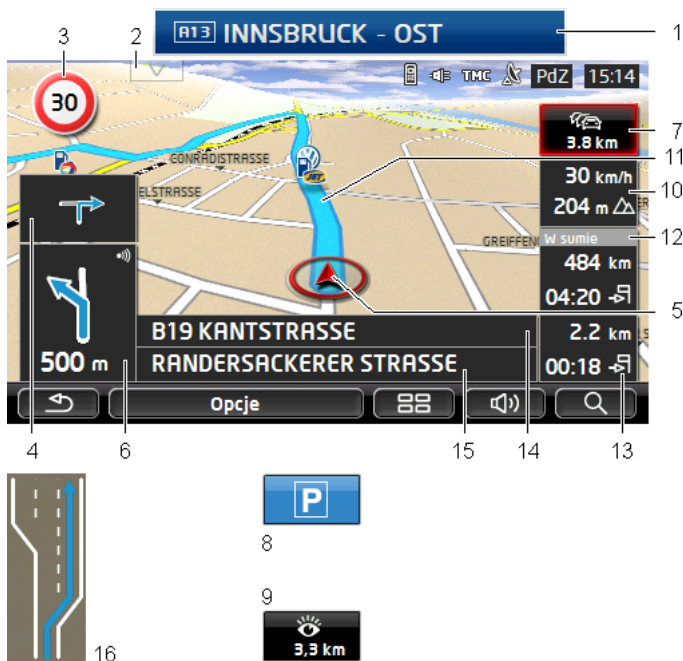 A13 INNSBRUCK - OST
1
3
2
30
TMC PdZ 15:14
3.8 km
7
11
CONRADISTRASSE
ELSTRASSE
30 km/h
204 m
10
GREIFFEN
W sumie
12
484 km
04:20
5
B19 KANTSTRASSE
2.2 km
500 m
RANDERSACKERER STRASSE
00:18
JET
Opcje
4
6
15
14
13
P
8
9
3,3 km
16